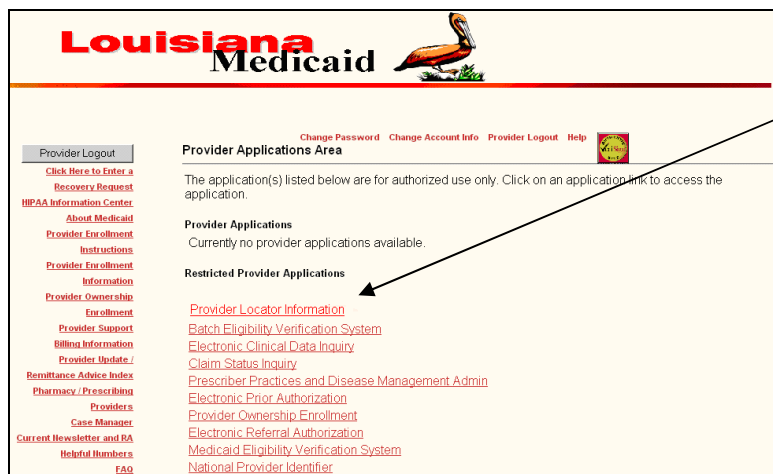 Louisiana
Medicaid
Change Password Change Account Info Provider Logout Help
Provider Logout
Provider Applications Area
Click Here to Enter a
Recovery Request
HIPAA Information Center
About Medicaid
Provider Enrollment
Instructions
Provider Enrollment
Information
Provider Ownership
Enrollment
Provider Support
Billing Information
Provider Update /
Remittance Advice Index
Pharmacy / Prescribing
Providers
Case Manager
Current Newsletter and RA
Helpful Numbers
FAQ
The application(s) listed below are for authorized use only. Click on an application link to access the
application.
Provider Applications
Currently no provider applications available.
Restricted Provider Applications
Provider Locator Information
Batch Eligibility Verification System
Electronic Clinical Data Inquiry
Claim Status Inquiry
Prescriber Practices and Disease Management Admin
Electronic Prior Authorization
Provider Ownership Enrollment
Electronic Referral Authorization
Medicaid Eligibility Verification System
National Provider Identifier